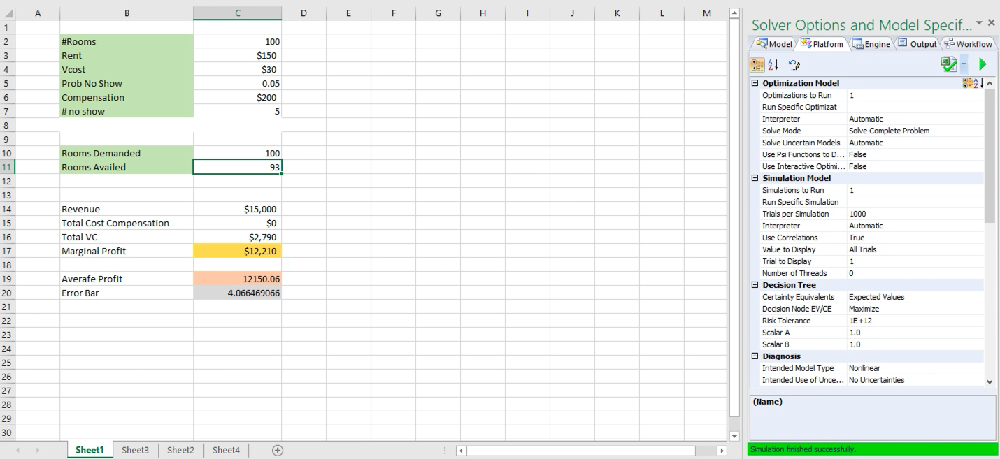 A B C D E F G H I J K L M
1
2 #Rooms 100
3 Rent $150
4 Vcost $30
5 Prob No Show 0.05
6 Compensation $200
7 # no show 5
8
9
10 Rooms Demanded 100
11 Rooms Availed 93
12
13
14 Revenue $15,000
15 Total Cost Compensation $0
16 Total VC $2,790
17 Marginal Profit $12,210
18
19 Averafe Profit 12150.06
20 Error Bar 4.066469066
21
22
23
24
25
26
27
28
29
30
Sheet1 Sheet3 Sheet2 Sheet4
Solver Options and Model Specif...
Model Platform Engine Output Workflow
Optimization Model
Optimizations to Run 1
Run Specific Optimizat
Interpreter Automatic
Solve Mode Solve Complete Problem
Solve Uncertain Models Automatic
Use Psi Functions to D... False
Use Interactive Optimi... False
Simulation Model
Simulations to Run 1
Run Specific Simulation
Trials per Simulation 1000
Interpreter Automatic
Use Correlations True
Value to Display All Trials
Trial to Display 1
Number of Threads 0
Decision Tree
Certainty Equivalents Expected Values
Decision Node EV/CE Maximize
Risk Tolerance 1E+12
Scalar A 1.0
Scalar B 1.0
Diagnosis
Intended Model Type Nonlinear
Intended Use of Unce... No Uncertainties
(Name)
Simulation finished successfully.